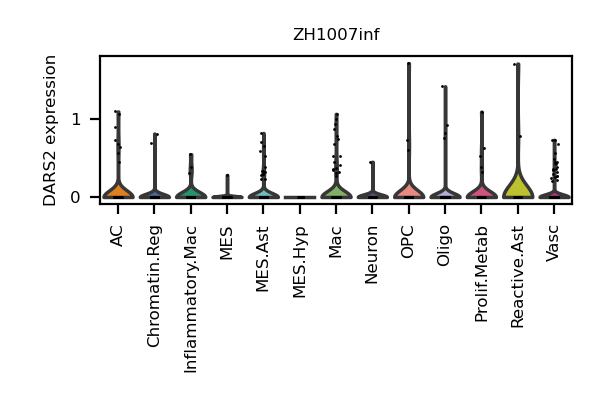 ZH1007inf
DARS2 expression
1
0
AC
Chromatin.Reg
Inflammatory.Mac
MES
MES.Ast
MES.Hyp
Mac
Neuron
OPC
Oligo
Prolif.Metab
Reactive.Ast
Vasc